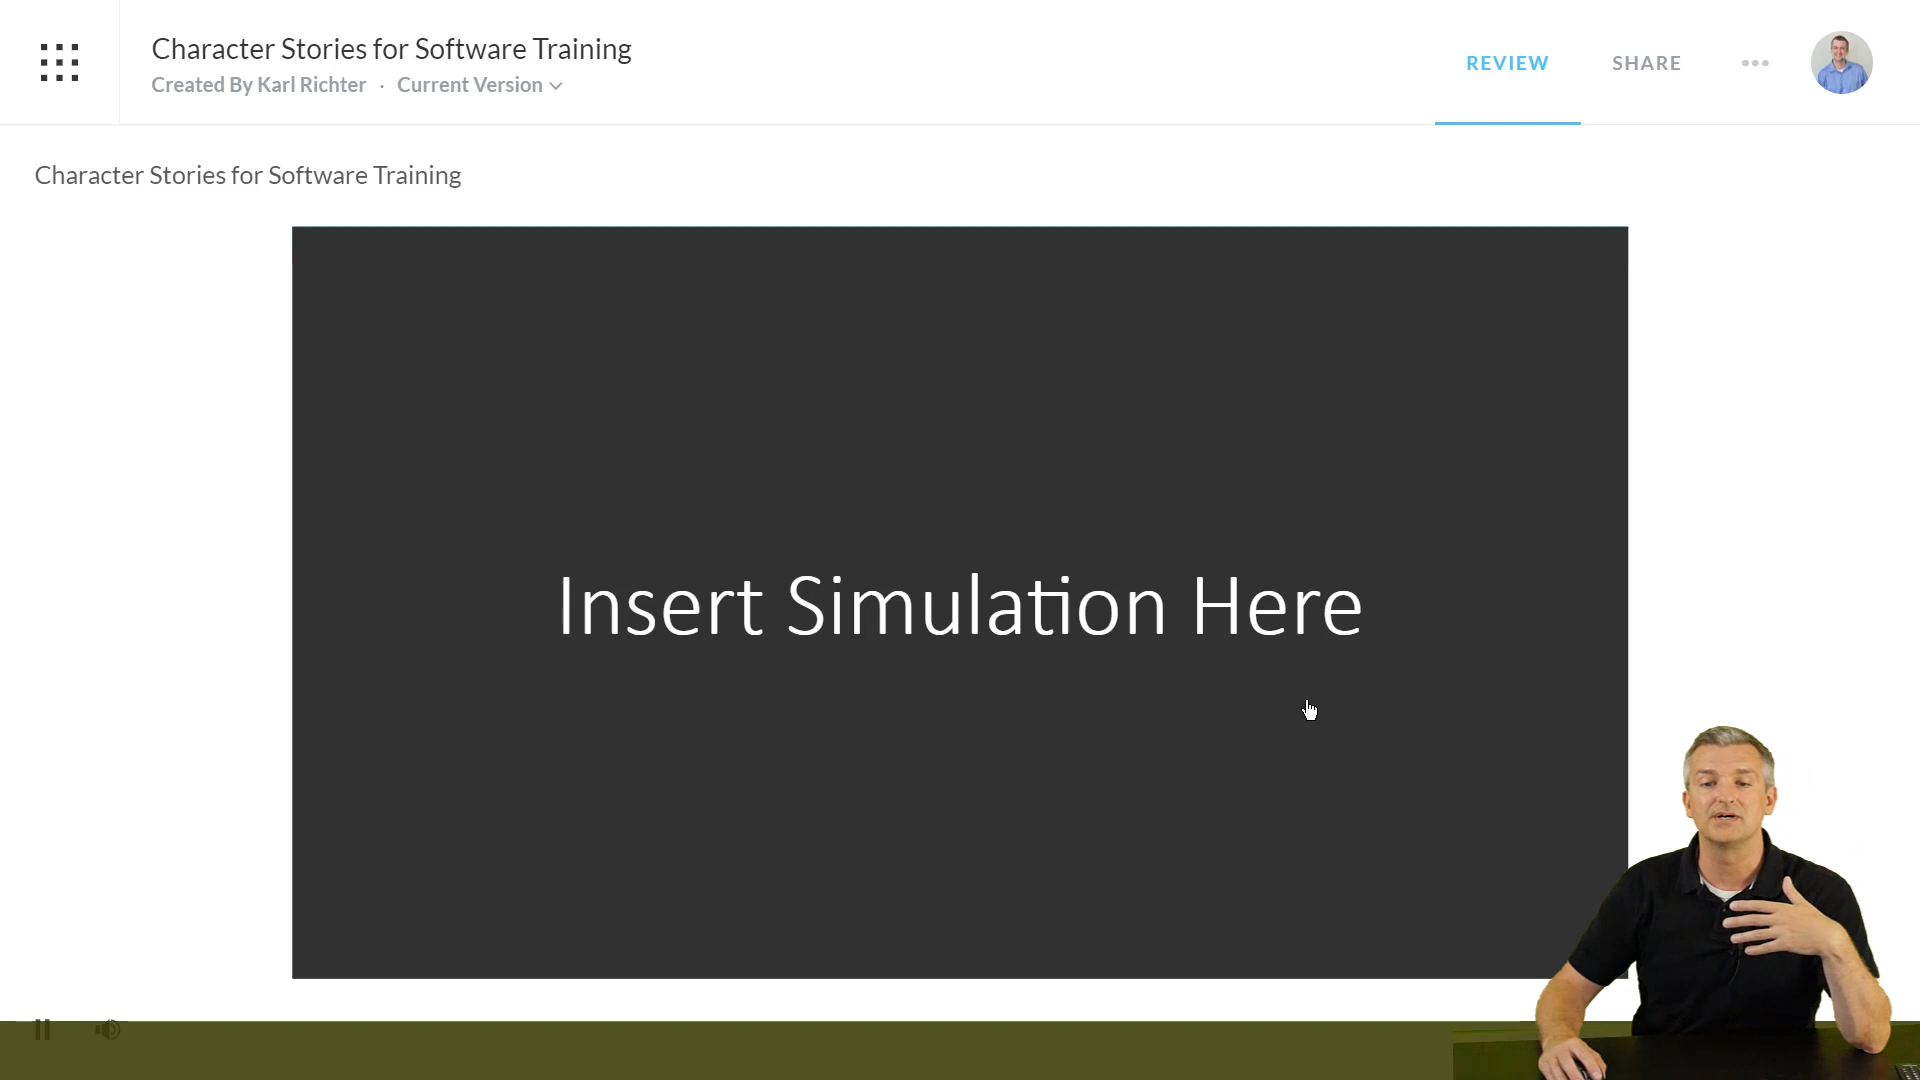 Character Stories for Software Training
Created By Karl Richter · Current Version
REVIEW
SHARE
Character Stories for Software Training
Insert Simulation Here